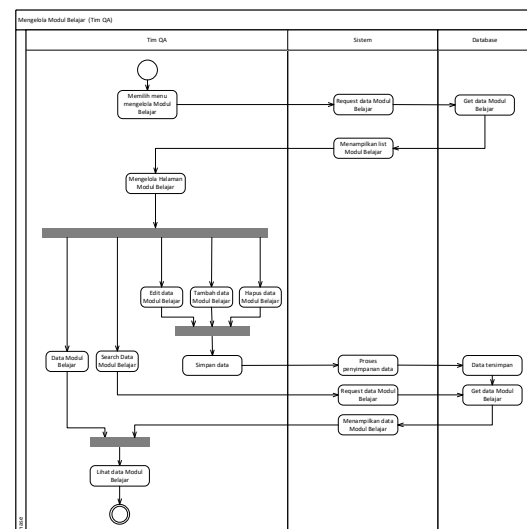 Mengelola Modul Belajar (Tim QA)
Tim QA
Sistem
Database
Memilih menu
mengelola Modul
Belajar
Request data Modul
Belajar
Get data Modul
Belajar
Menampilkan list
Modul Belajar
Mengelola Halaman
Modul Belajar
Edit data
Modul Belajar
Tambah data
Modul Belajar
Hapus data
Modul Belajar
Data Modul
Belajar
Search Data
Modul Belajar
Simpan data
Proses
penyimpanan data
Data tersimpan
Request data Modul
Belajar
Get data Modul
Belajar
Menampilkan data
Modul Belajar
Lihat data Modul
Belajar